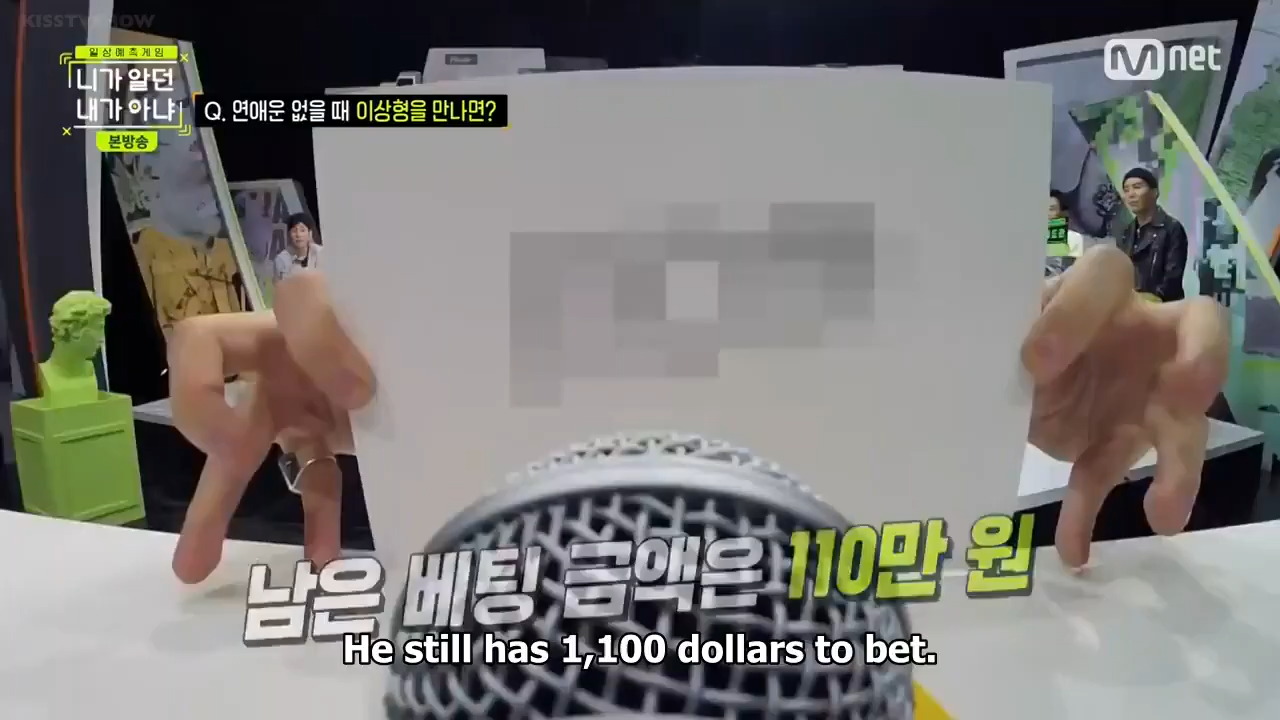 KISSTVSHOW
일상예측게임
니가 알던
내가 아냐
본방송
Q. 연애운 없을 때 이상형을 만나면?
Mnet
남은 베팅 금액은 110만 원
He still has 1,100 dollars to bet.